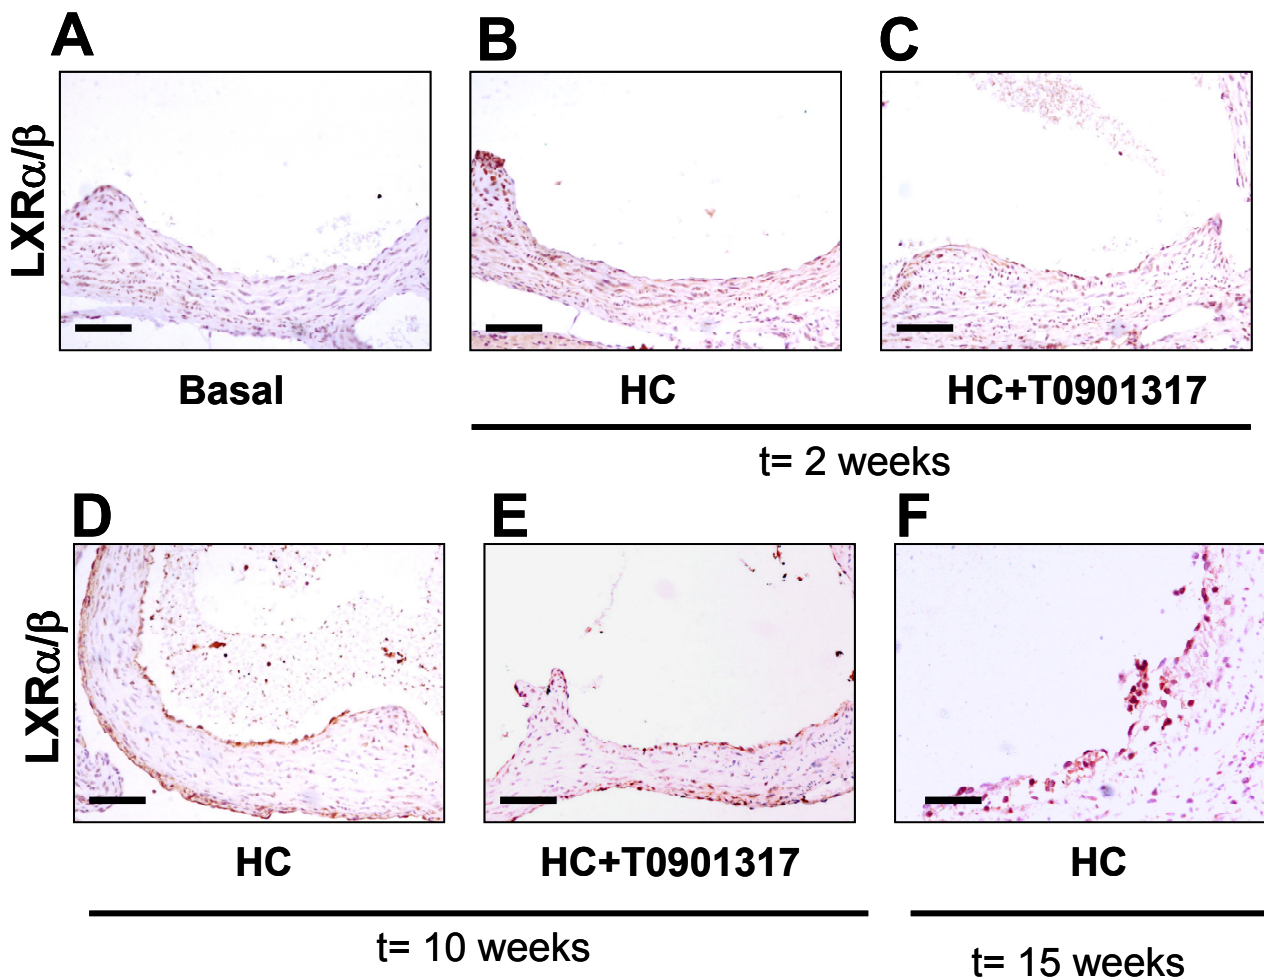 A
B
C
LXRα/β
Basal
HC
HC+T0901317
t= 2 weeks
D
E
F
LXRα/β
HC
HC+T0901317
HC
t= 10 weeks
t= 15 weeks